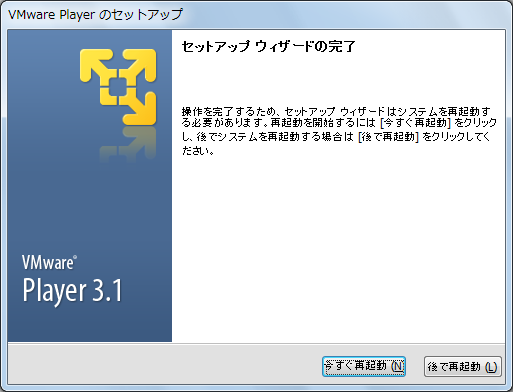 VMware Player のセットアップ
セットアップ ウィザードの完了
操作を完了するため、セットアップ ウィザードはシステムを再起動す
る必要があります。再起動を開始するには [今すぐ再起動] をクリック
し、後でシステムを再起動する場合は [後で再起動] をクリックしてく
ださい。
VMware®
Player 3.1
今すぐ再起動 (N)
後で再起動 (L)